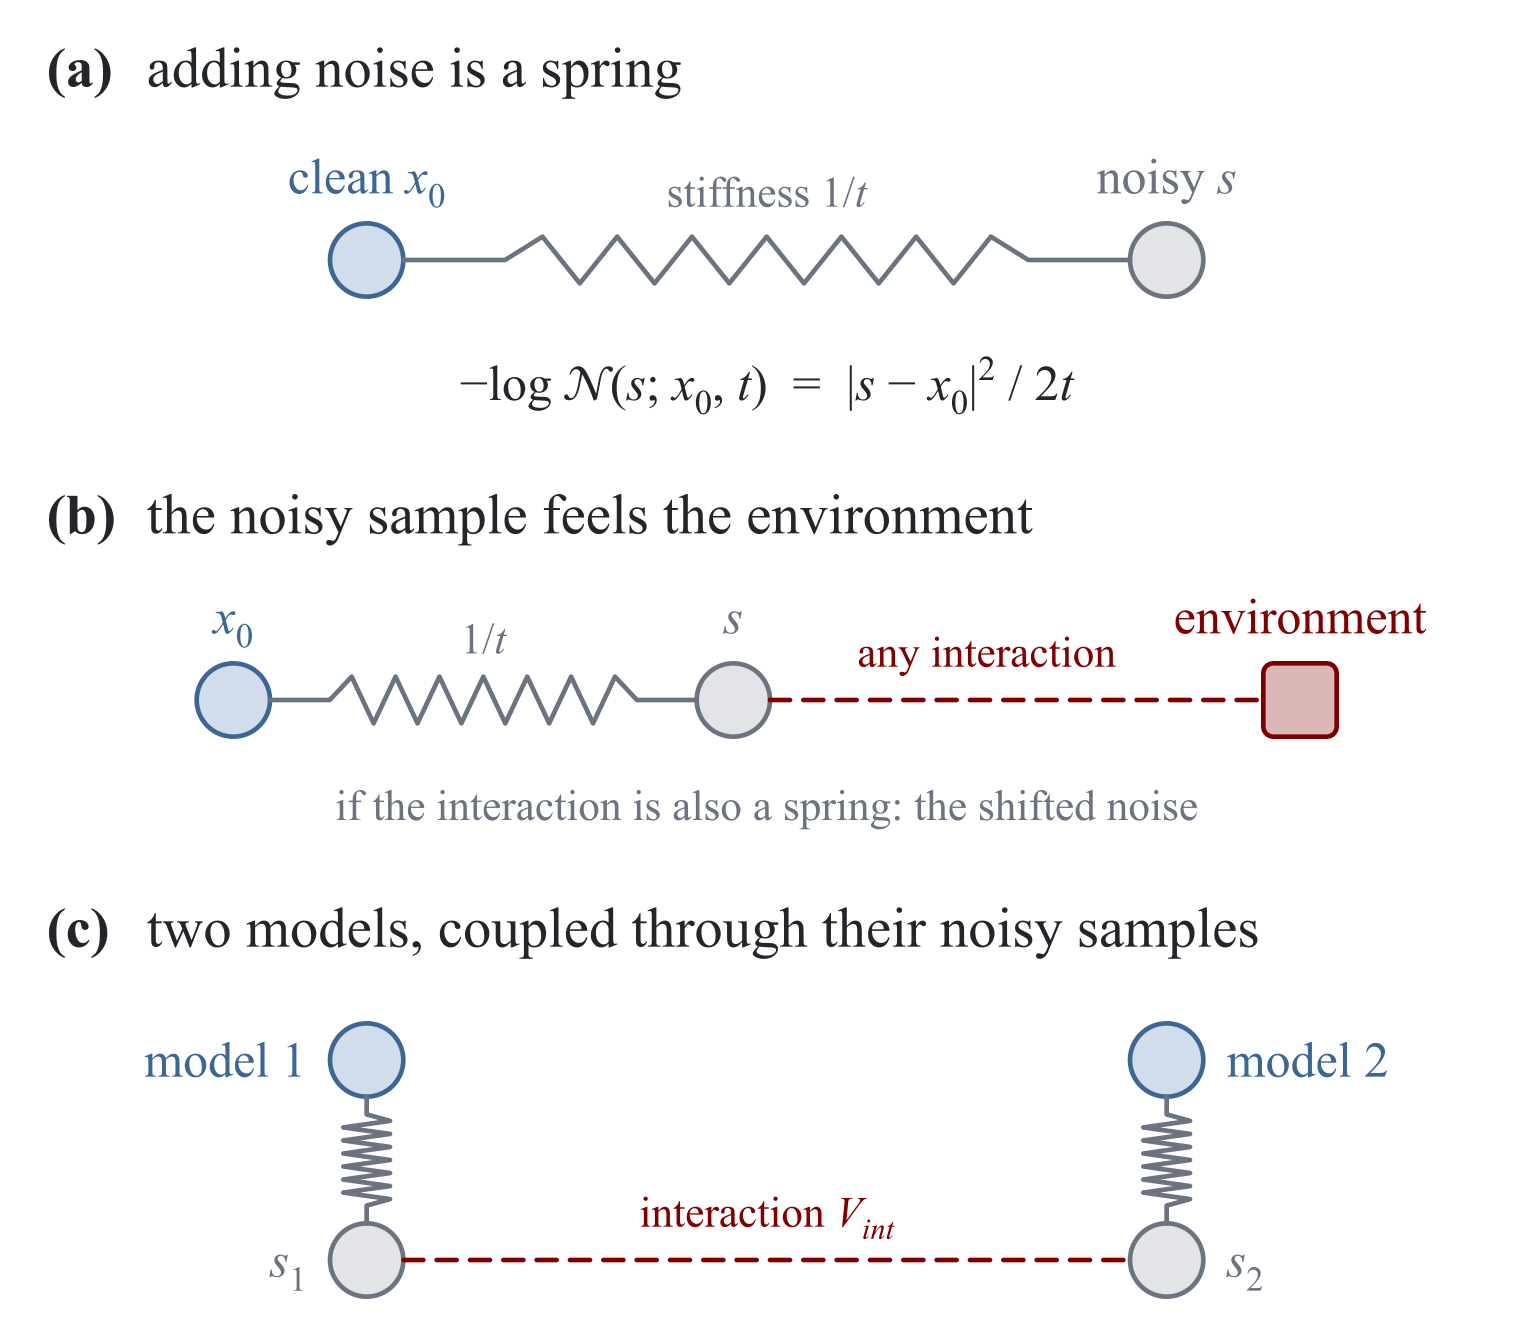 (a) adding noise is a spring
clean x₀
stiffness 1/t
noisy s
−log 𝒩(s; x₀, t) = |s − x₀|² / 2t
(b) the noisy sample feels the environment
x₀
1/t
s
any interaction
environment
if the interaction is also a spring: the shifted noise
(c) two models, coupled through their noisy samples
model 1
model 2
interaction V_int
s₁
s₂